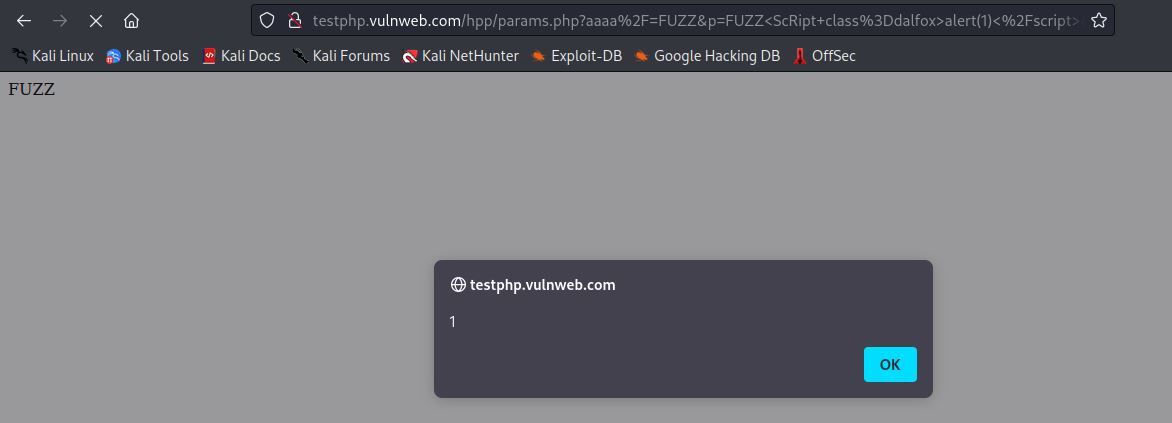 testphp.vulnweb.com/hpp/params.php?aaaa%2F=FUZZ&p=FUZZ<ScRipt+class%3Ddalfox>alert(1)<%2Fscript>
Kali Linux Kali Tools Kali Docs Kali Forums Kali NetHunter Exploit-DB Google Hacking DB OffSec
FUZZ
testphp.vulnweb.com
1
OK